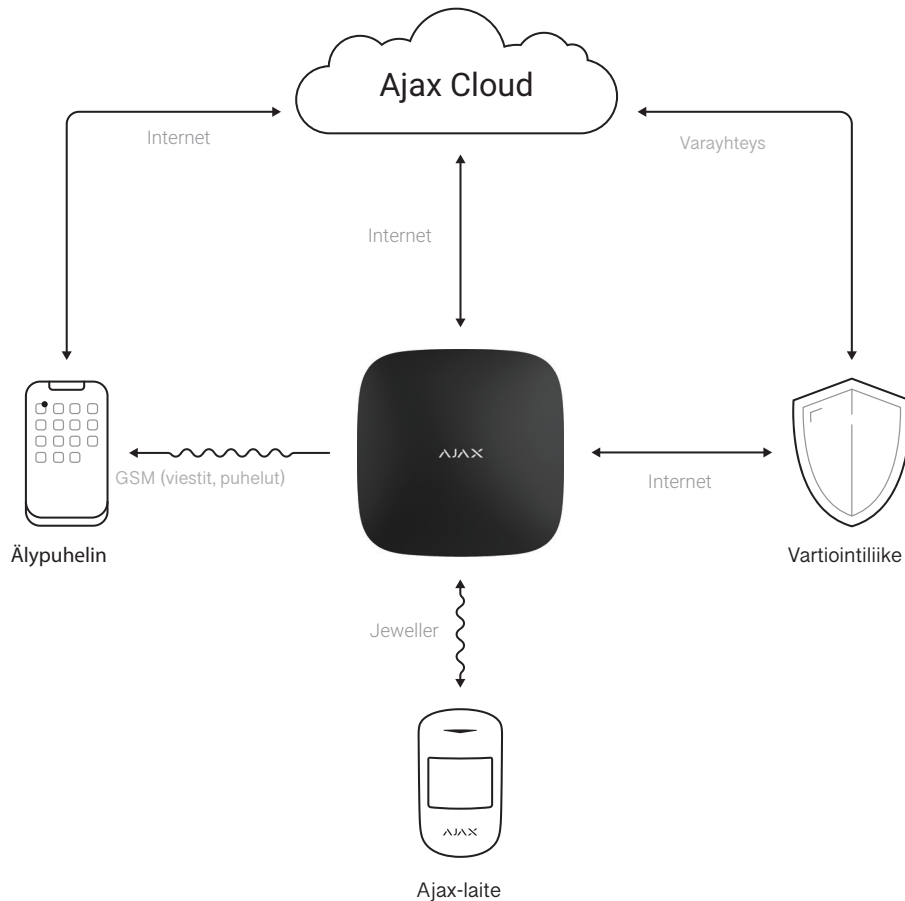 Ajax Cloud
Internet
Varayhteys
Internet
AJAX
GSM (viestit, puhelut)
Internet
Älypuhelin
Vartiointiliike
Jeweller
AJAX
Ajax-laite